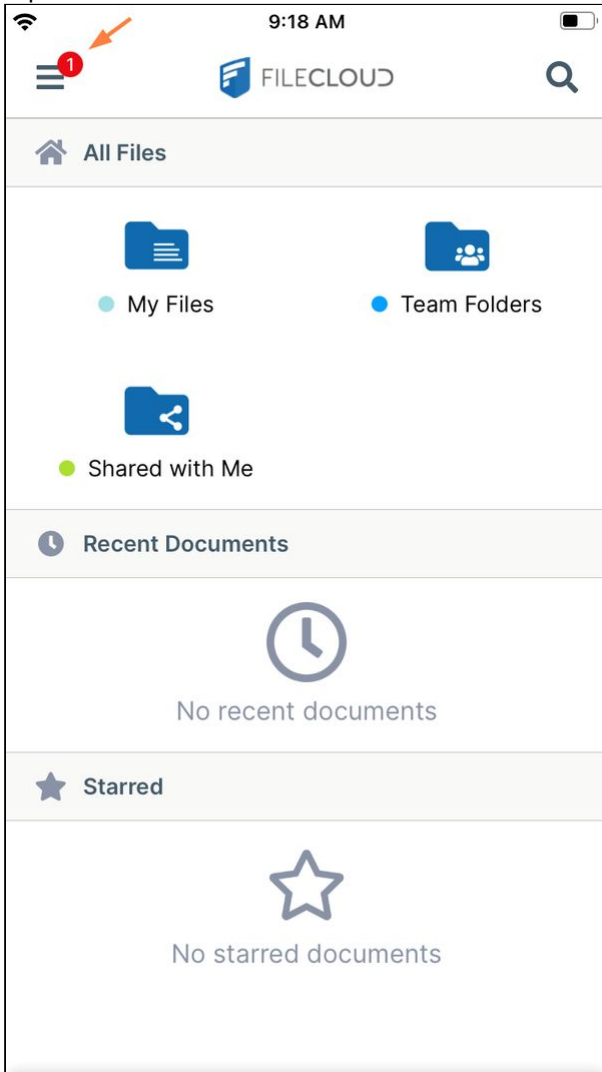 9:18 AM
1
FILECLOUD
All Files
My Files
Team Folders
Shared with Me
Recent Documents
No recent documents
Starred
No starred documents